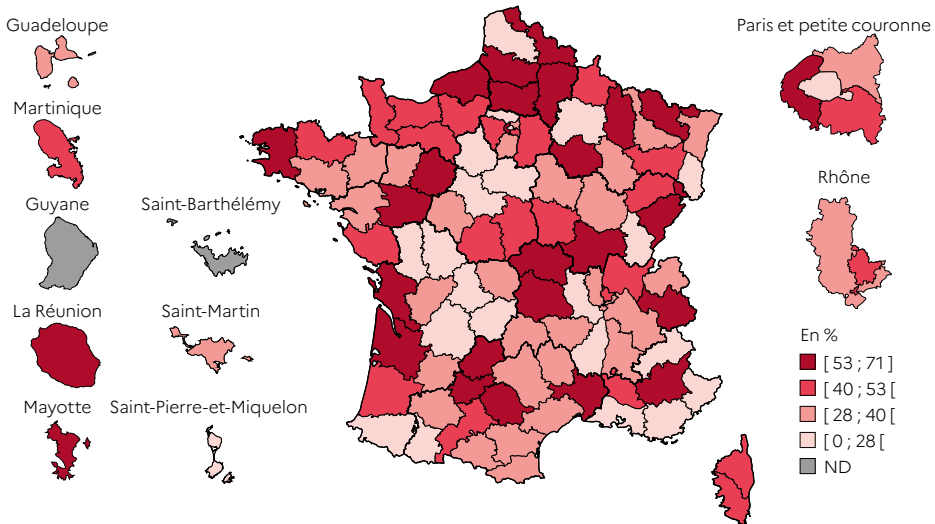 Guadeloupe
Martinique
Guyane
Saint-Barthélémy
La Réunion
Saint-Martin
Mayotte
Saint-Pierre-et-Miquelon
Paris et petite couronne
Rhône
En %
[ 53 ; 71 ]
[ 40 ; 53 [
[ 28 ; 40 [
[ 0 ; 28 [
ND